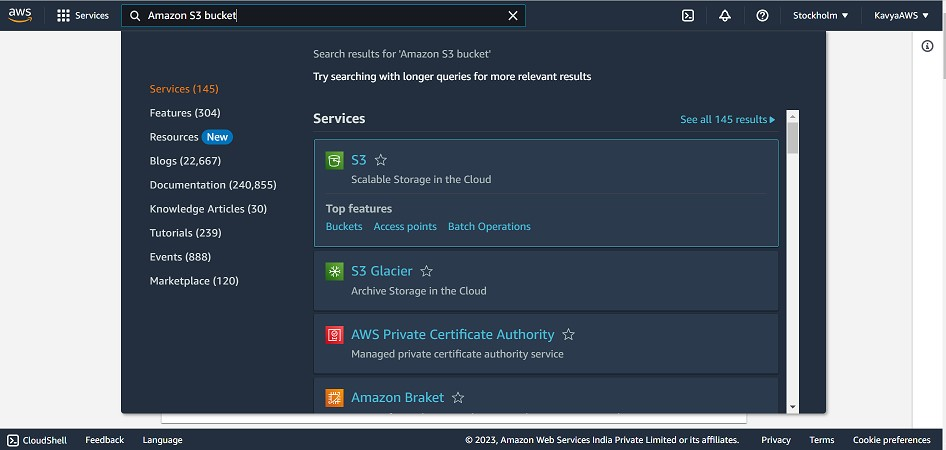 aws Services Amazon S3 bucket Stockholm KavyaAWS
Search results for 'Amazon S3 bucket'
Try searching with longer queries for more relevant results
Services (145)
Features (304)
Resources New
Blogs (22,667)
Documentation (240,855)
Knowledge Articles (30)
Tutorials (239)
Events (888)
Marketplace (120)
Services See all 145 results
S3
Scalable Storage in the Cloud
Top features
Buckets Access points Batch Operations
S3 Glacier
Archive Storage in the Cloud
AWS Private Certificate Authority
Managed private certificate authority service
Amazon Braket
CloudShell Feedback Language © 2023, Amazon Web Services India Private Limited or its affiliates. Privacy Terms Cookie preferences